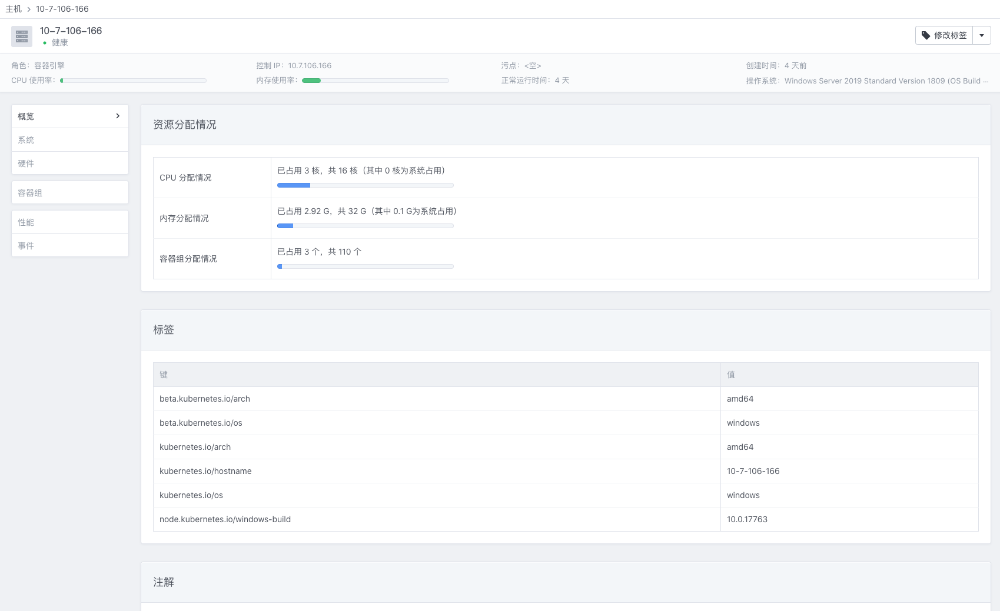 主机 > 10-7-106-166
10-7-106-166
健康
修改标签
角色：容器引擎
控制 IP：10.7.106.166
污点：<空>
创建时间：4 天前
CPU 使用率：
内存使用率：
正常运行时间：4 天
操作系统：Windows Server 2019 Standard Version 1809 (OS Build ...
概览
系统
硬件
容器组
性能
事件
资源分配情况
CPU 分配情况
已占用 3 核，共 16 核（其中 0 核为系统占用）
内存分配情况
已占用 2.92 G，共 32 G（其中 0.1 G为系统占用）
容器组分配情况
已占用 3 个，共 110 个
标签
键 值
beta.kubernetes.io/arch amd64
beta.kubernetes.io/os windows
kubernetes.io/arch amd64
kubernetes.io/hostname 10-7-106-166
kubernetes.io/os windows
node.kubernetes.io/windows-build 10.0.17763
注解